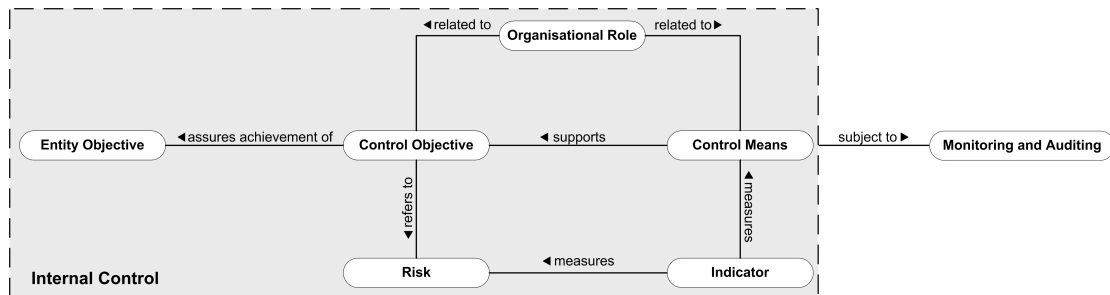 ◄related to
Organisational Role
related to►
Entity Objective
◄assures achievement of
Control Objective
◄supports
Control Means
subject to►
Monitoring and Auditing
◄refers to
◄measures
Risk
◄measures
Indicator
Internal Control